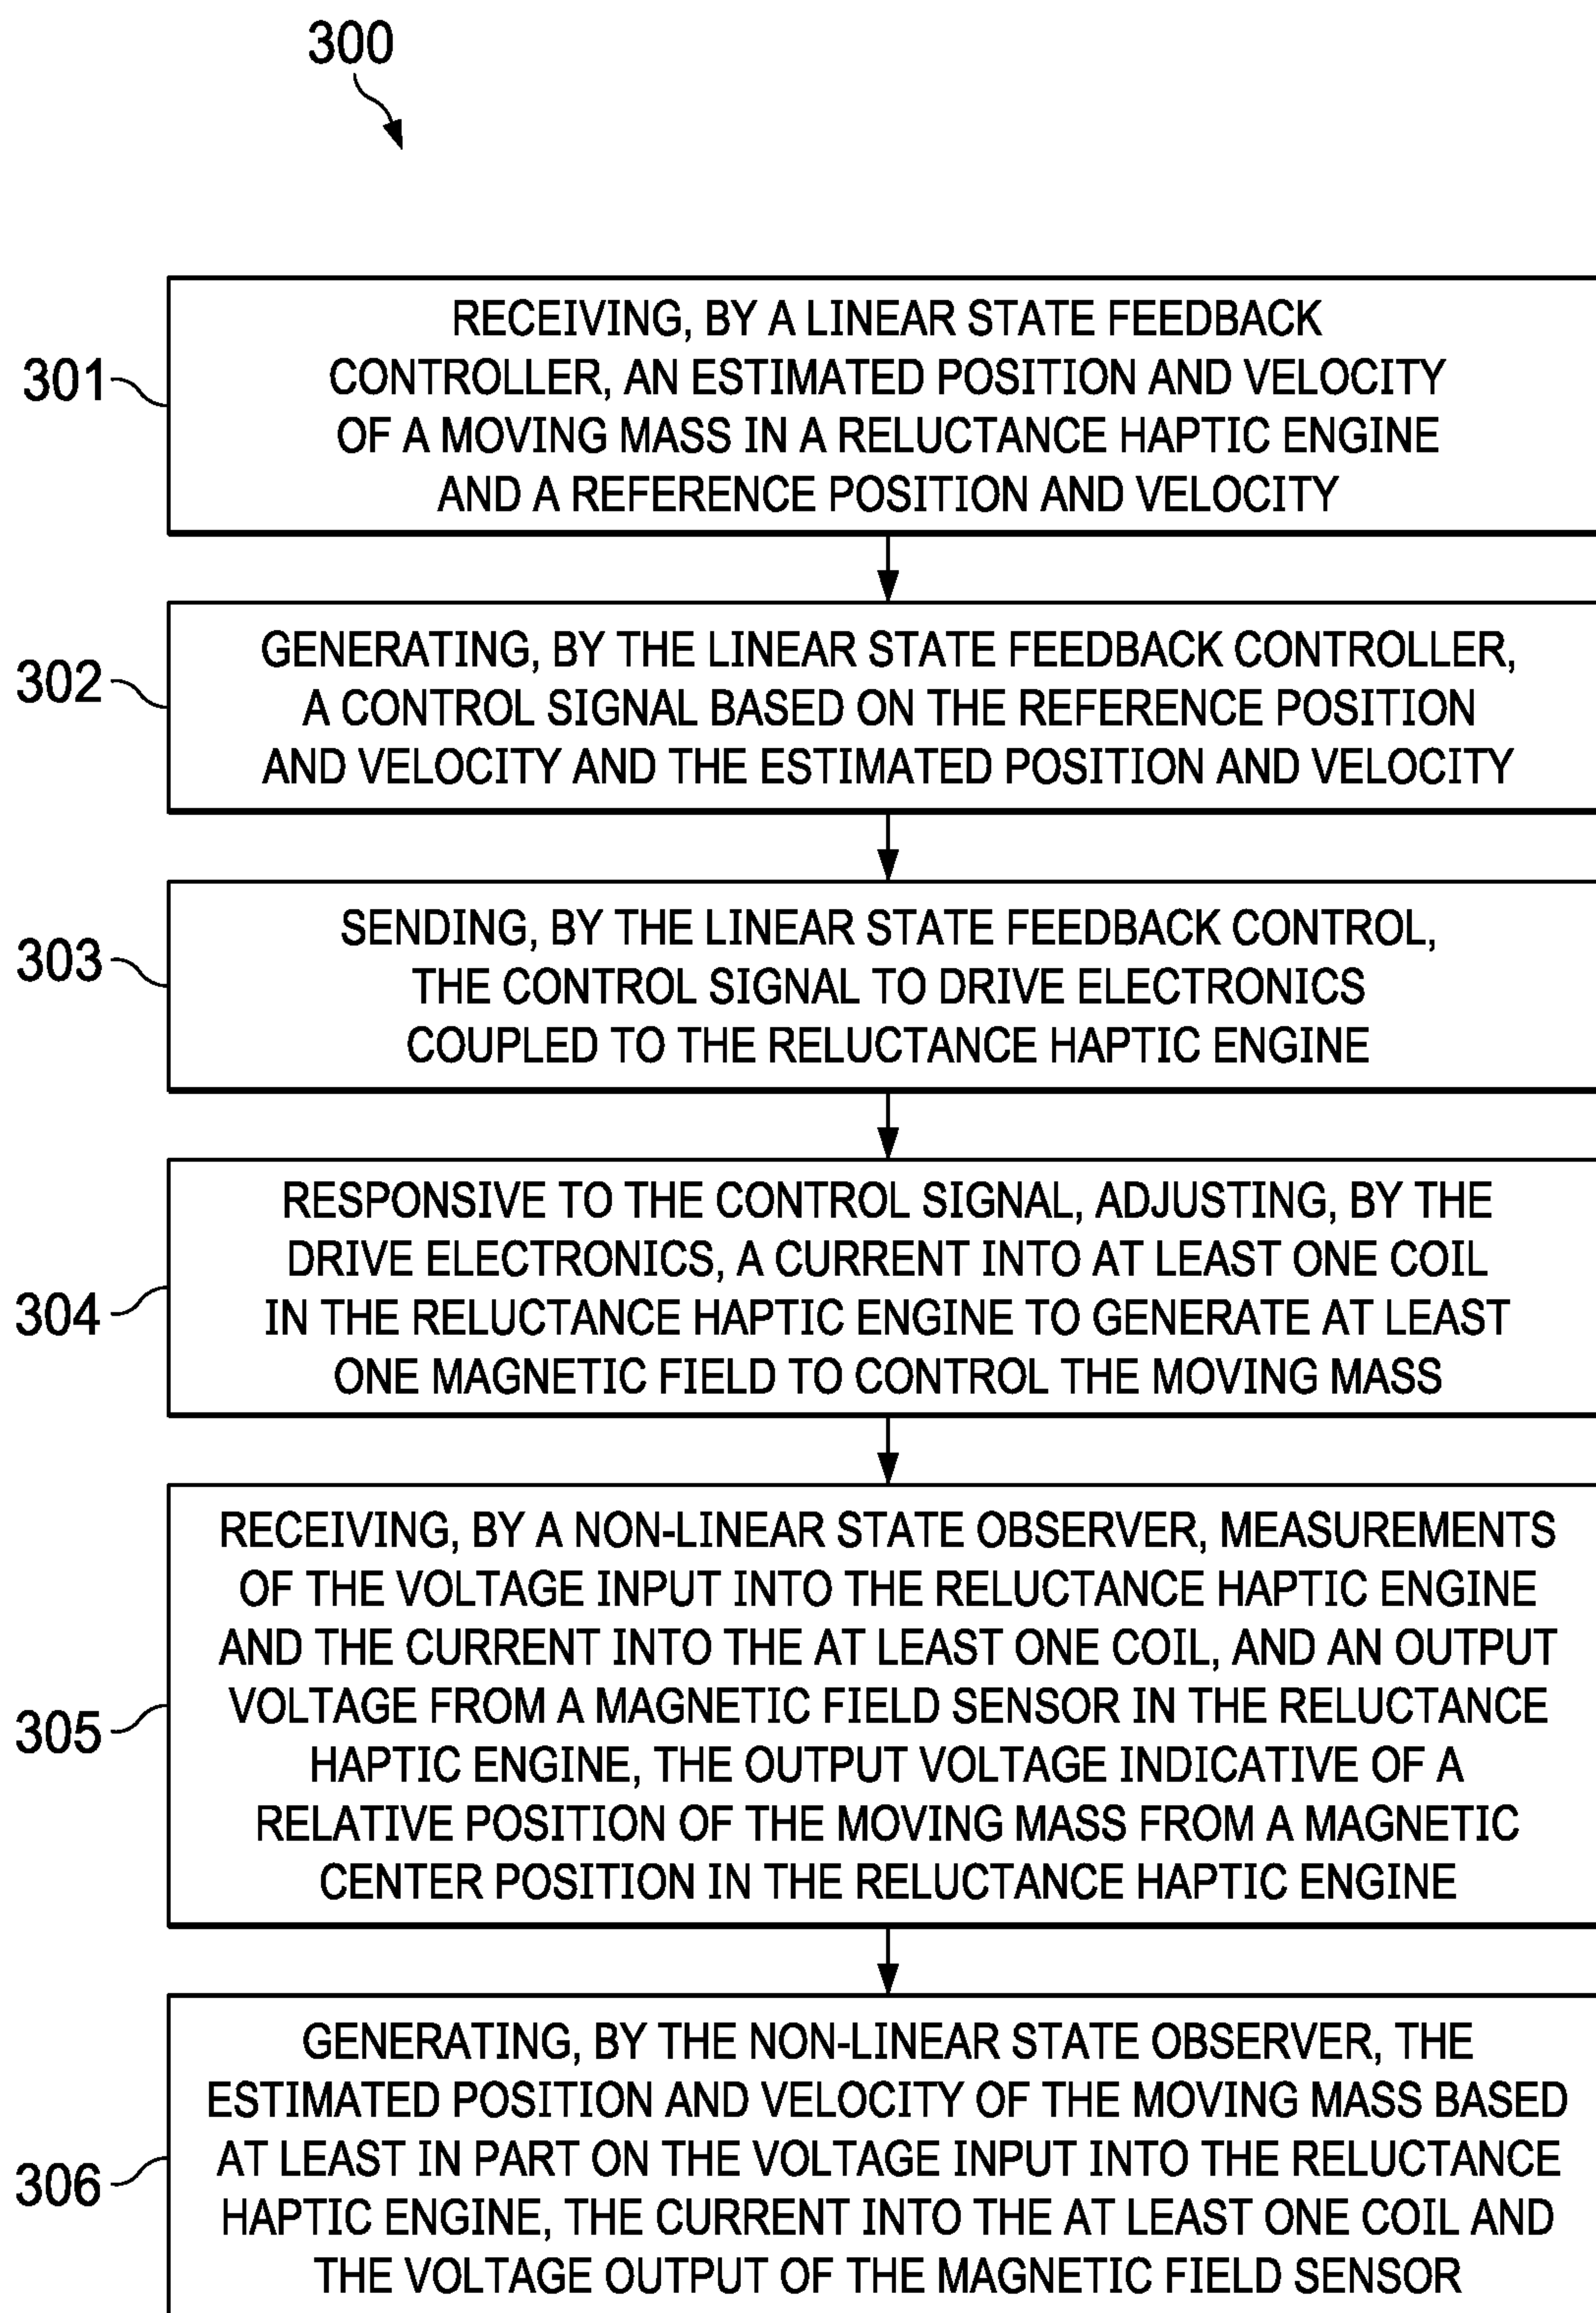 300
301
RECEIVING, BY A LINEAR STATE FEEDBACK
CONTROLLER, AN ESTIMATED POSITION AND VELOCITY
OF A MOVING MASS IN A RELUCTANCE HAPTIC ENGINE
AND A REFERENCE POSITION AND VELOCITY
302
GENERATING, BY THE LINEAR STATE FEEDBACK CONTROLLER,
A CONTROL SIGNAL BASED ON THE REFERENCE POSITION
AND VELOCITY AND THE ESTIMATED POSITION AND VELOCITY
303
SENDING, BY THE LINEAR STATE FEEDBACK CONTROL,
THE CONTROL SIGNAL TO DRIVE ELECTRONICS
COUPLED TO THE RELUCTANCE HAPTIC ENGINE
304
RESPONSIVE TO THE CONTROL SIGNAL, ADJUSTING, BY THE
DRIVE ELECTRONICS, A CURRENT INTO AT LEAST ONE COIL
IN THE RELUCTANCE HAPTIC ENGINE TO GENERATE AT LEAST
ONE MAGNETIC FIELD TO CONTROL THE MOVING MASS
305
RECEIVING, BY A NON-LINEAR STATE OBSERVER, MEASUREMENTS
OF THE VOLTAGE INPUT INTO THE RELUCTANCE HAPTIC ENGINE
AND THE CURRENT INTO THE AT LEAST ONE COIL, AND AN OUTPUT
VOLTAGE FROM A MAGNETIC FIELD SENSOR IN THE RELUCTANCE
HAPTIC ENGINE, THE OUTPUT VOLTAGE INDICATIVE OF A
RELATIVE POSITION OF THE MOVING MASS FROM A MAGNETIC
CENTER POSITION IN THE RELUCTANCE HAPTIC ENGINE
306
GENERATING, BY THE NON-LINEAR STATE OBSERVER, THE
ESTIMATED POSITION AND VELOCITY OF THE MOVING MASS BASED
AT LEAST IN PART ON THE VOLTAGE INPUT INTO THE RELUCTANCE
HAPTIC ENGINE, THE CURRENT INTO THE AT LEAST ONE COIL AND
THE VOLTAGE OUTPUT OF THE MAGNETIC FIELD SENSOR